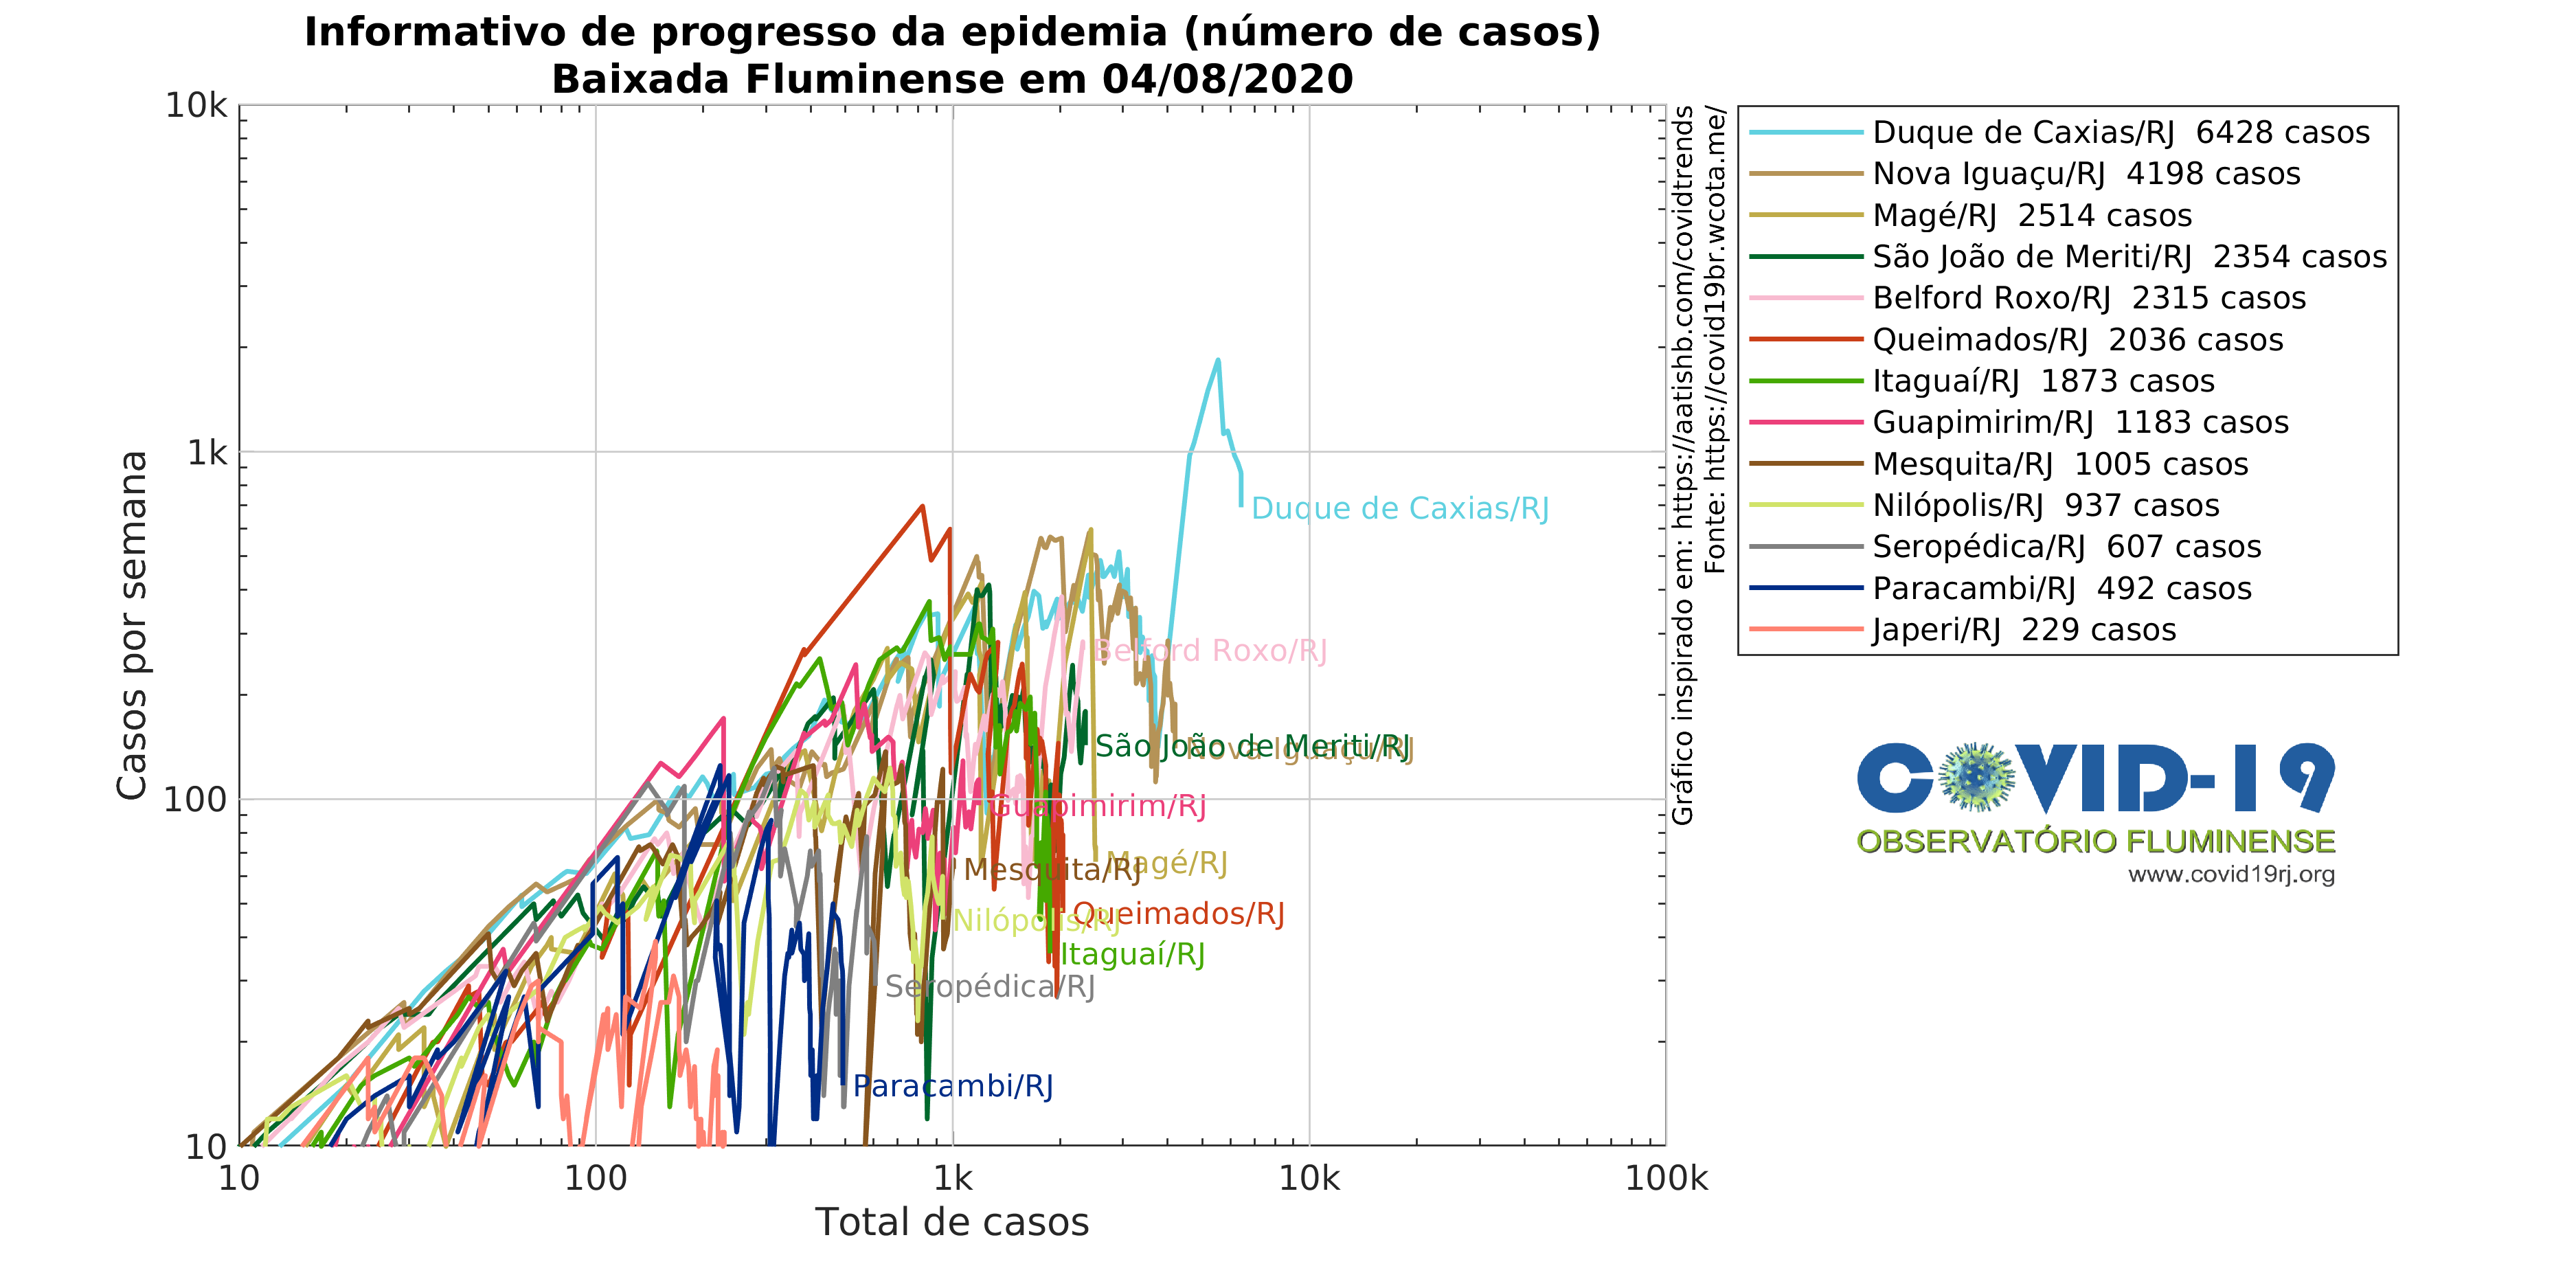 Informativo de progresso da epidemia (número de casos)
Baixada Fluminense em 04/08/2020
10k
1k
100
10
Casos por semana
10
100
1k
10k
100k
Total de casos
Duque de Caxias/RJ
Belford Roxo/RJ
Nova Iguaçu/RJ
São João de Meriti/RJ
Guapimirim/RJ
Magé/RJ
Mesquita/RJ
Queimados/RJ
Nilópolis/RJ
Itaguaí/RJ
Seropédica/RJ
Paracambi/RJ
Gráfico inspirado em: https://aatishb.com/covidtrends
Fonte: https://covid19br.wcota.me/
Duque de Caxias/RJ 6428 casos
Nova Iguaçu/RJ 4198 casos
Magé/RJ 2514 casos
São João de Meriti/RJ 2354 casos
Belford Roxo/RJ 2315 casos
Queimados/RJ 2036 casos
Itaguaí/RJ 1873 casos
Guapimirim/RJ 1183 casos
Mesquita/RJ 1005 casos
Nilópolis/RJ 937 casos
Seropédica/RJ 607 casos
Paracambi/RJ 492 casos
Japeri/RJ 229 casos
COVID-19
OBSERVATÓRIO FLUMINENSE
www.covid19rj.org